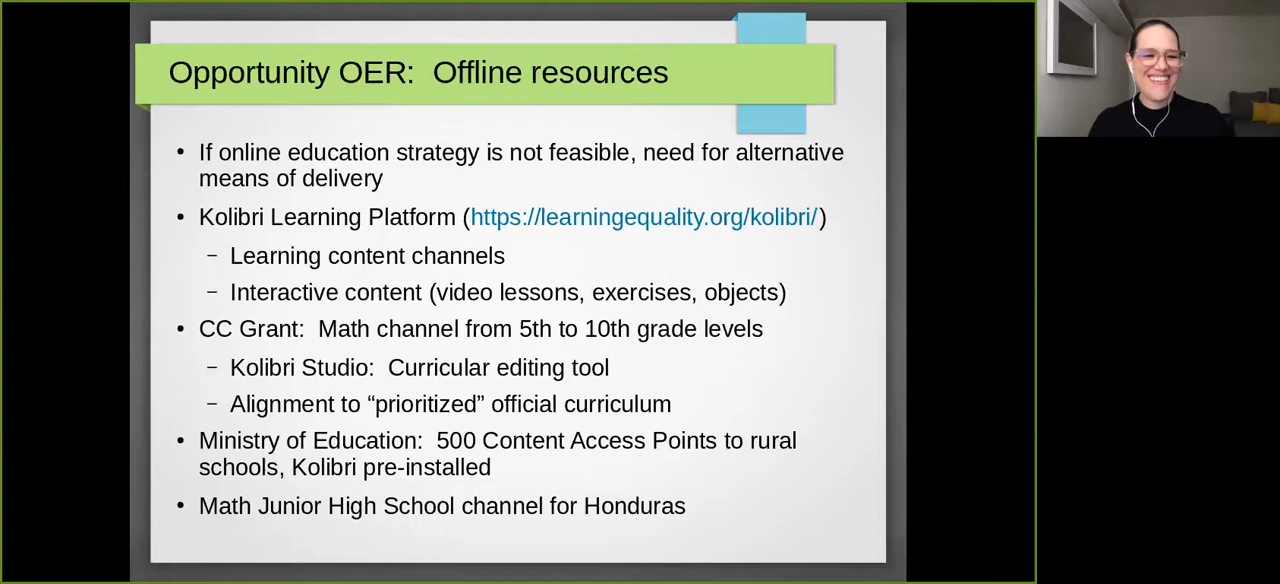 Opportunity OER:  Offline resources
• If online education strategy is not feasible, need for alternative
means of delivery
• Kolibri Learning Platform (https://learningequality.org/kolibri/)
– Learning content channels
– Interactive content (video lessons, exercises, objects)
• CC Grant:  Math channel from 5th to 10th grade levels
– Kolibri Studio:  Curricular editing tool
– Alignment to “prioritized” official curriculum
• Ministry of Education:  500 Content Access Points to rural
schools, Kolibri pre-installed
• Math Junior High School channel for Honduras